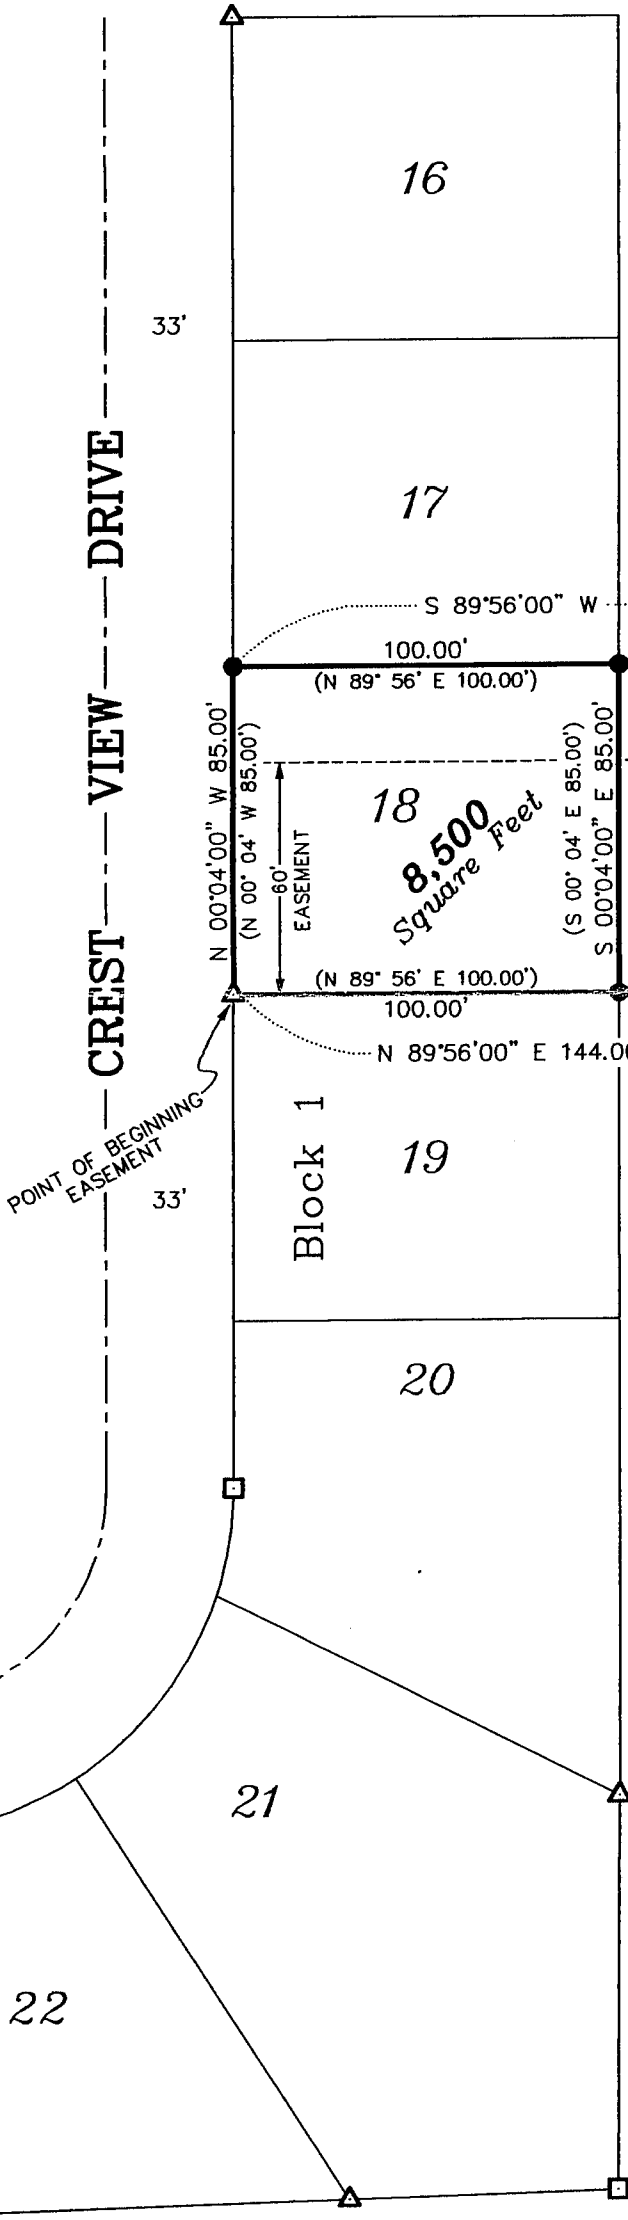 16
33'
17
S 89°56'00" W
100.00'
(N 89° 56' E 100.00')
CREST VIEW DRIVE
N 00°04'00" W 85.00'
(N 00° 04' W 85.00')
60'
EASEMENT
18
8,500
Square Feet
(S 00° 04' E 85.00')
S 00°04'00" E 85.00'
(N 89° 56' E 100.00')
100.00'
N 89°56'00" E 144.00
POINT OF BEGINNING
EASEMENT
33'
Block 1
19
20
21
22